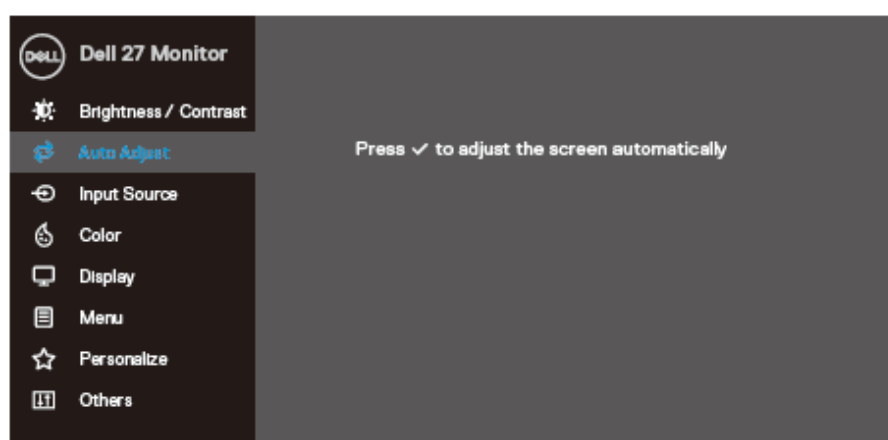 DELL Dell 27 Monitor
Brightness / Contrast
Auto Adjust
Press ✓ to adjust the screen automatically
Input Source
Color
Display
Menu
Personalize
Others